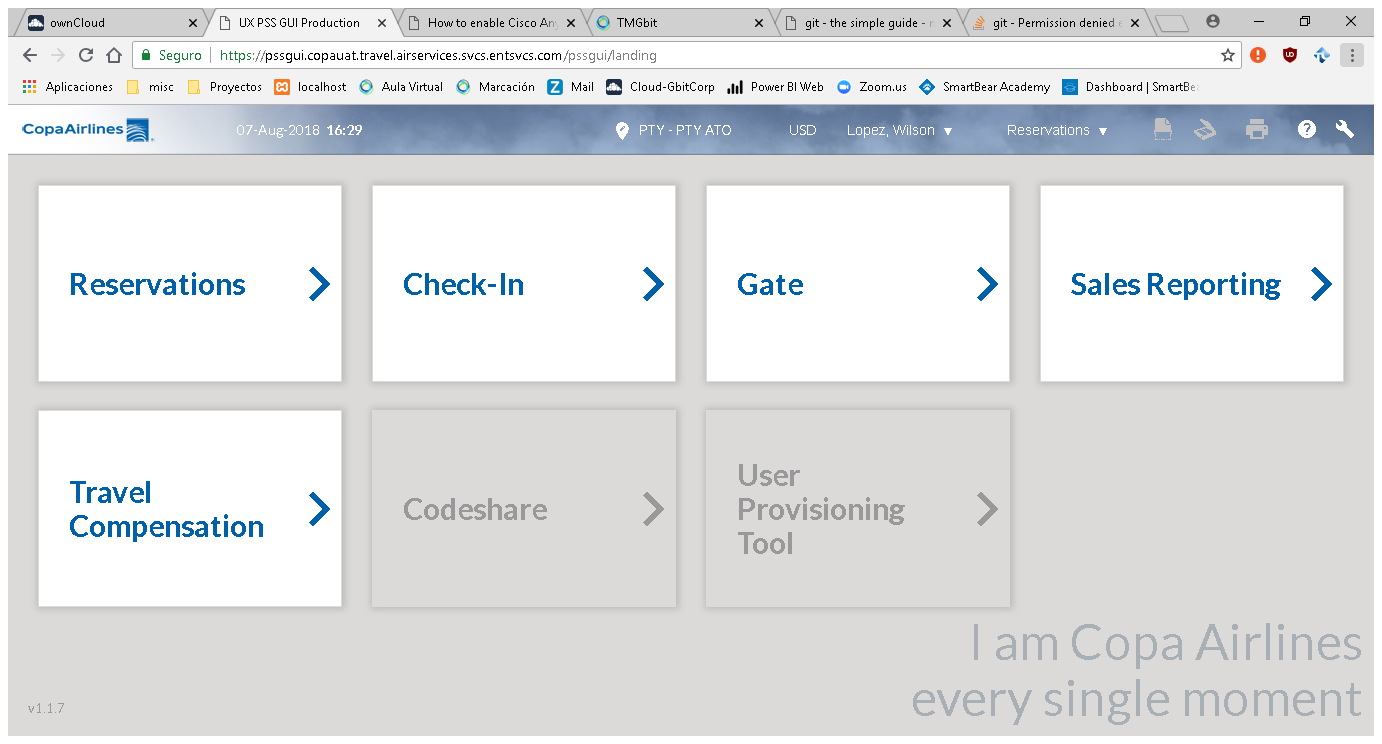 ownCloud
UX PSS GUI Production
How to enable Cisco Any
TMGbit
git - the simple guide - n
git - Permission denied e
Seguro
https://pssgui.copauat.travel.airservices.svcs.entsvcs.com/pssgui/landing
Aplicaciones misc Proyectos localhost Aula Virtual Marcación Mail Cloud-GbitCorp Power BI Web Zoom.us SmartBear Academy Dashboard | SmartBe
CopaAirlines 07-Aug-2018 16:29 PTY - PTY ATO USD Lopez, Wilson Reservations
Reservations
Check-In
Gate
Sales Reporting
Travel
Compensation
Codeshare
User
Provisioning
Tool
I am Copa Airlines
every single moment
v1.1.7